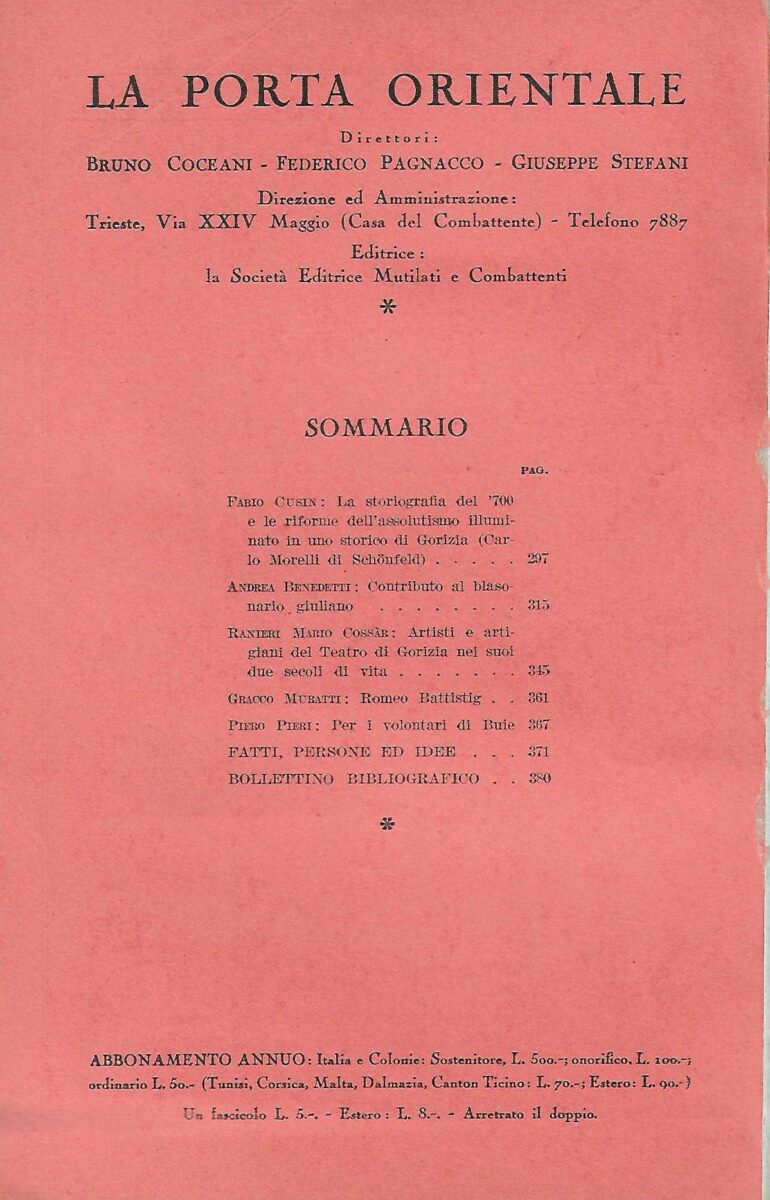 LA PORTA ORIENTALE
Direttori:
BRUNO COCEANI - FEDERICO PAGNACCO - GIUSEPPE STEFANI
Direzione ed Amministrazione:
Trieste, Via XXIV Maggio (Casa del Combattente) - Telefono 7887
Editrice:
la Società Editrice Mutilati e Combattenti
*
SOMMARIO
PAG.
FABIO CUSIN: La storiografia del '700
e le riforme dell'assolutismo illumi-
nato in uno storico di Gorizia (Car-
lo Morelli di Schönfeld) . . . . . 297
ANDREA BENEDETTI: Contributo al blaso-
nario giuliano . . . . . . . . 315
RANIERI MARIO COSSÀR: Artisti e arti-
giani del Teatro di Gorizia nei suoi
due secoli di vita . . . . . . . 345
GRACCO MURATTI: Romeo Battistig . . 361
PIERO PIERI: Per i volontari di Buie 367
FATTI, PERSONE ED IDEE . . . 371
BOLLETTINO BIBLIOGRAFICO . . 380
*
ABBONAMENTO ANNUO: Italia e Colonie: Sostenitore, L. 500.-; onorifico, L. 100.-;
ordinario L. 50.- (Tunisi, Corsica, Malta, Dalmazia, Canton Ticino: L. 70.-; Estero: L. 90.-)
Un fascicolo L. 5.-. - Estero: L. 8.-. - Arretrato il doppio.